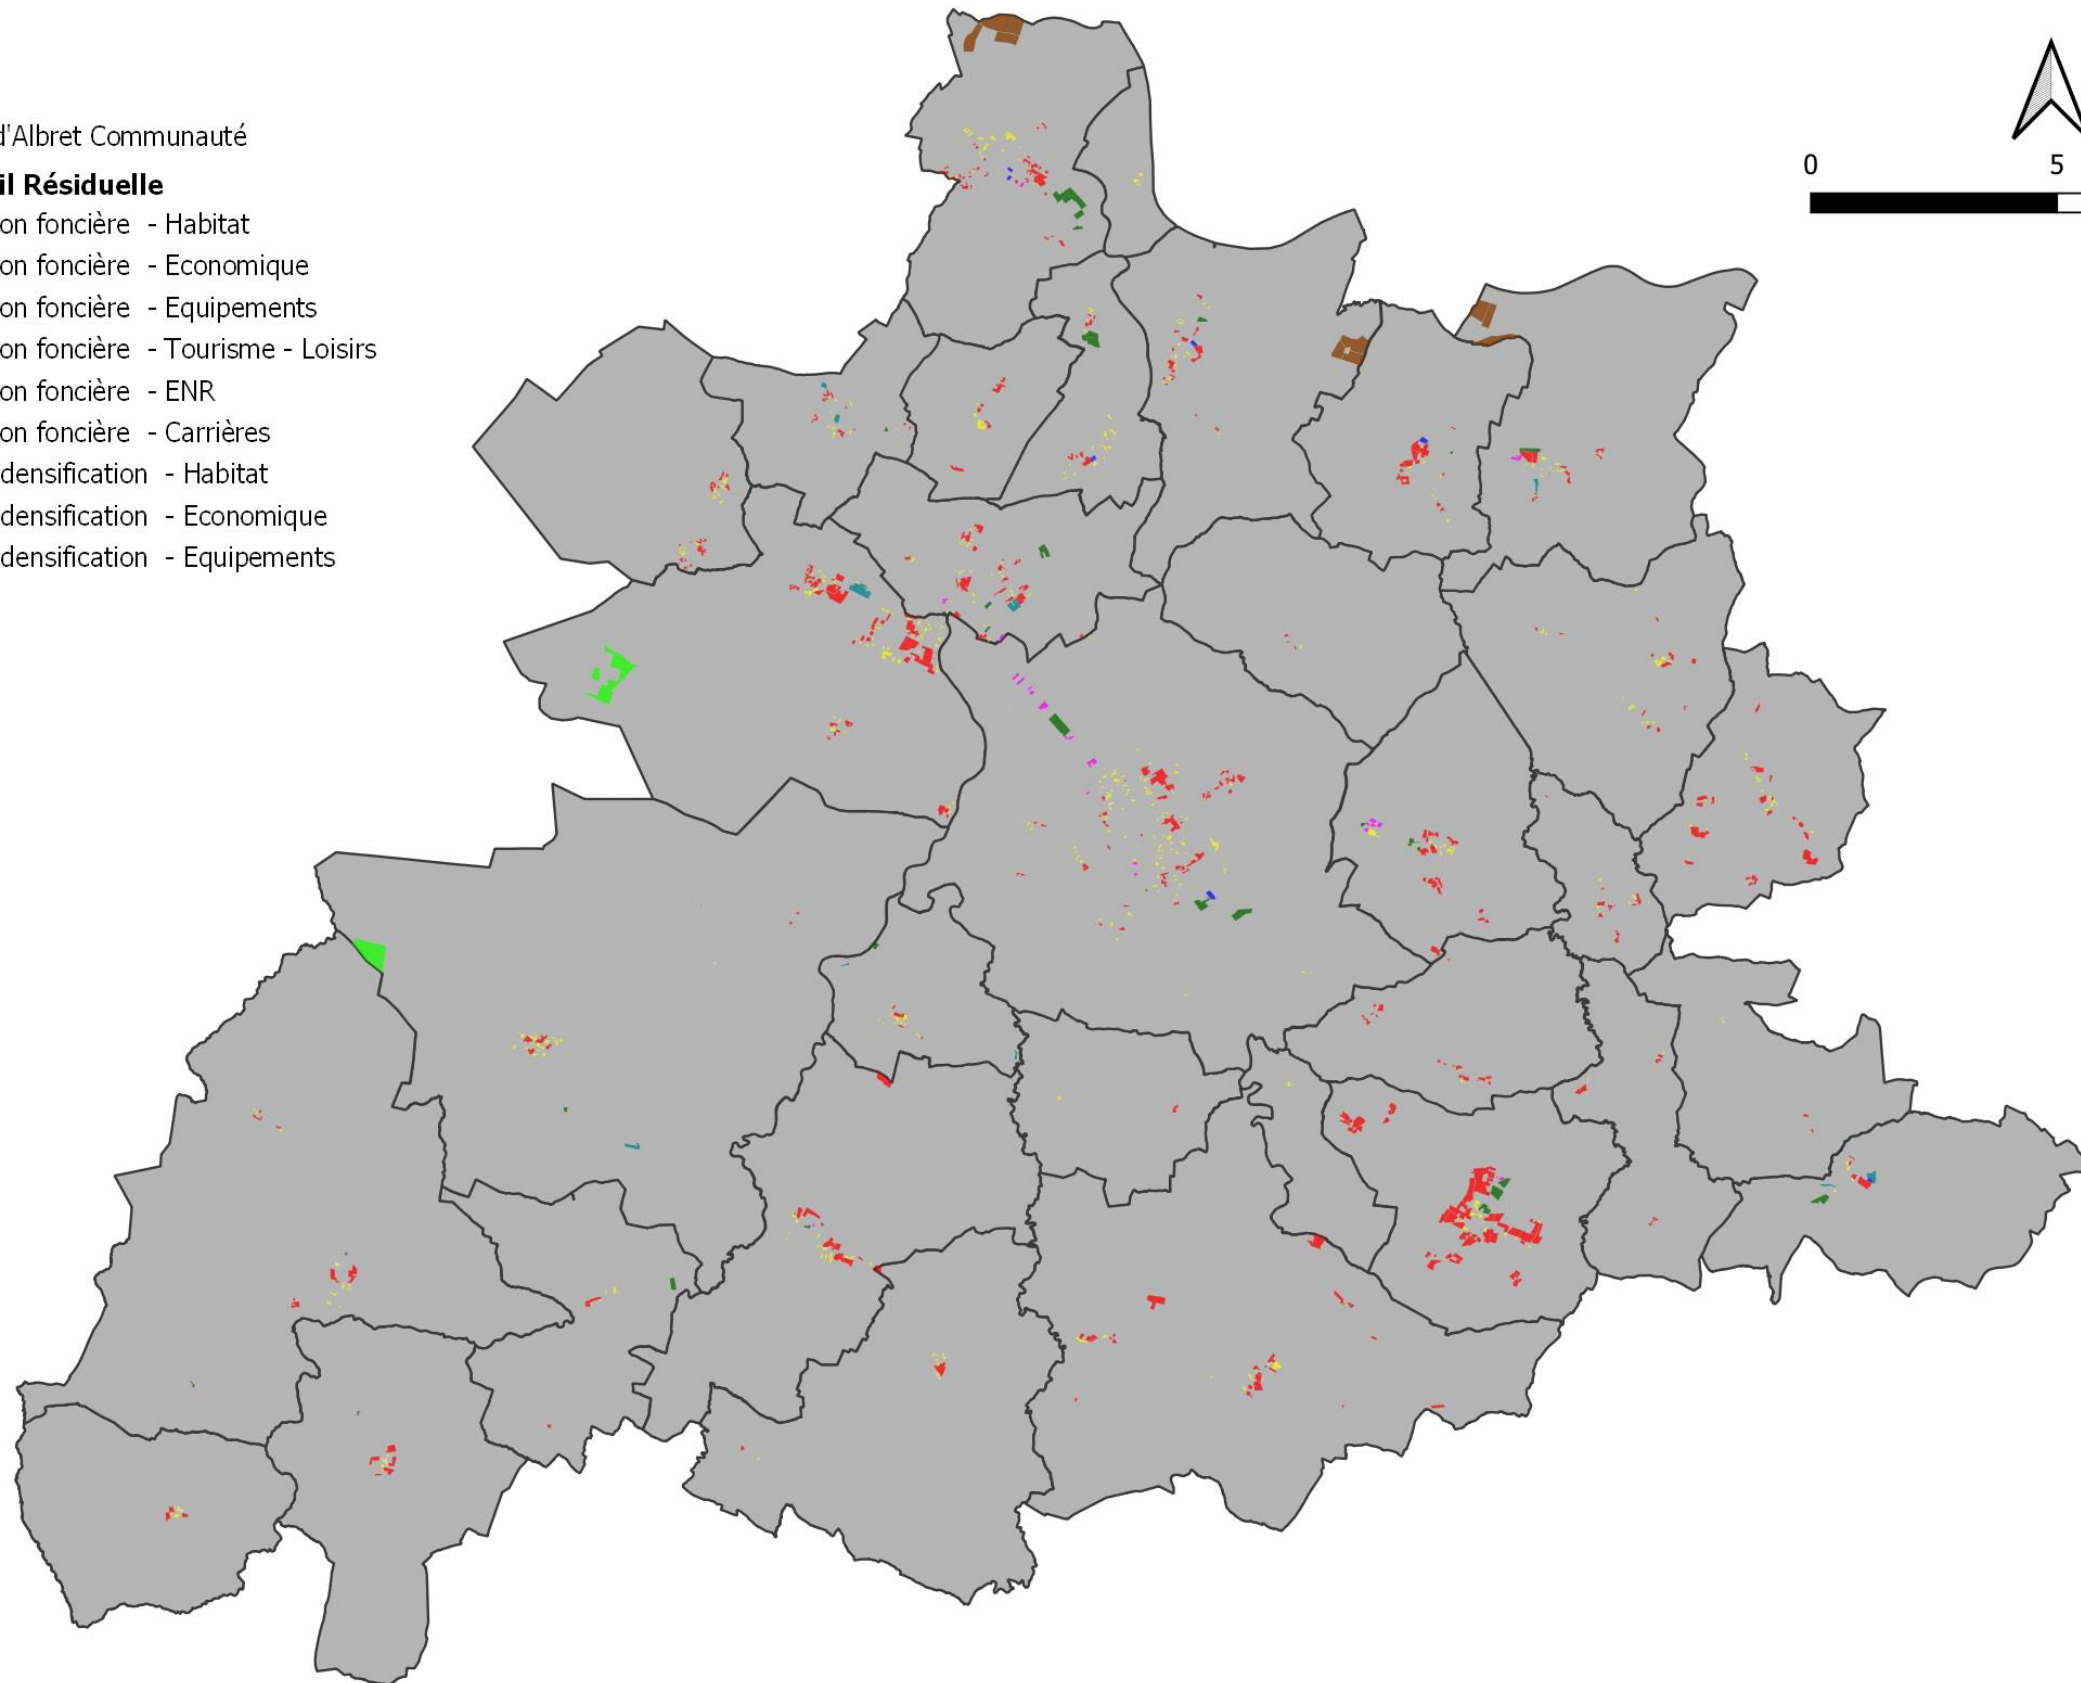 d'Albret Communauté
il Résiduelle
on foncière - Habitat
on foncière - Economique
on foncière - Equipements
on foncière - Tourisme - Loisirs
on foncière - ENR
on foncière - Carrières
densification - Habitat
densification - Economique
densification - Equipements
0 5